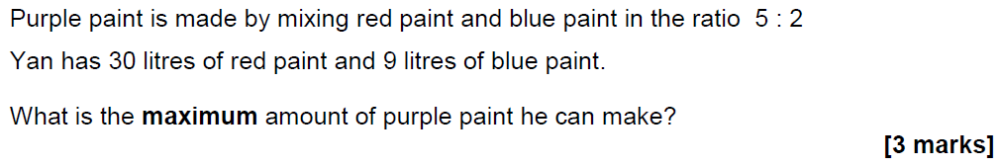 Purple paint is made by mixing red paint and blue paint in the ratio  5 : 2
Yan has 30 litres of red paint and 9 litres of blue paint.
What is the maximum amount of purple paint he can make?
[3 marks]